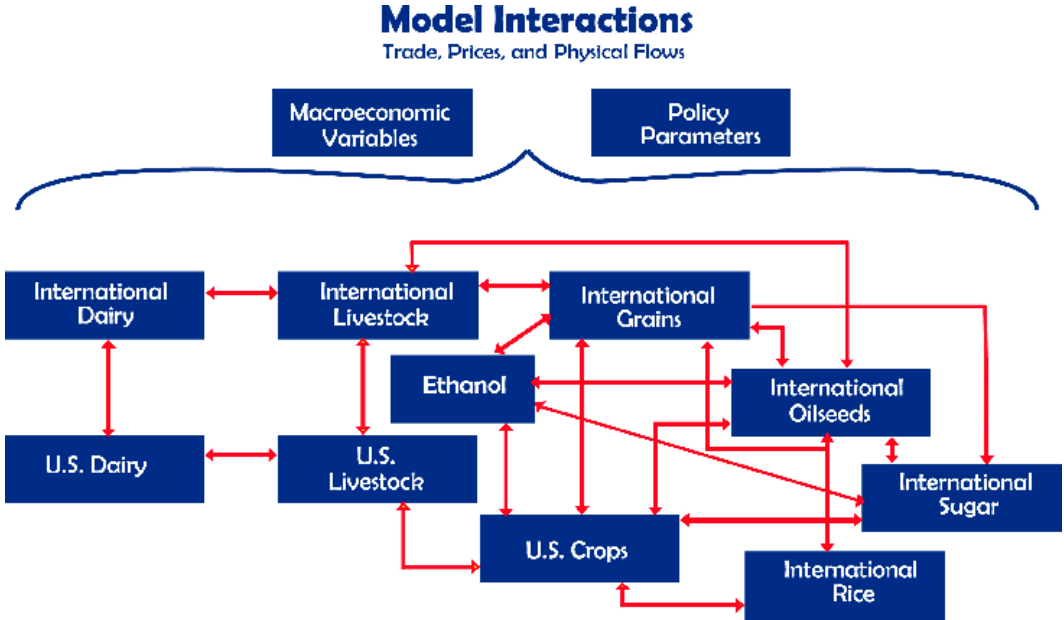 Model Interactions
Trade, Prices, and Physical Flows
Macroeconomic
Variables
Policy
Parameters
International
Dairy
International
Livestock
International
Grains
Ethanol
International
Oilseeds
U.S. Dairy
U.S.
Livestock
International
Sugar
U.S. Crops
International
Rice